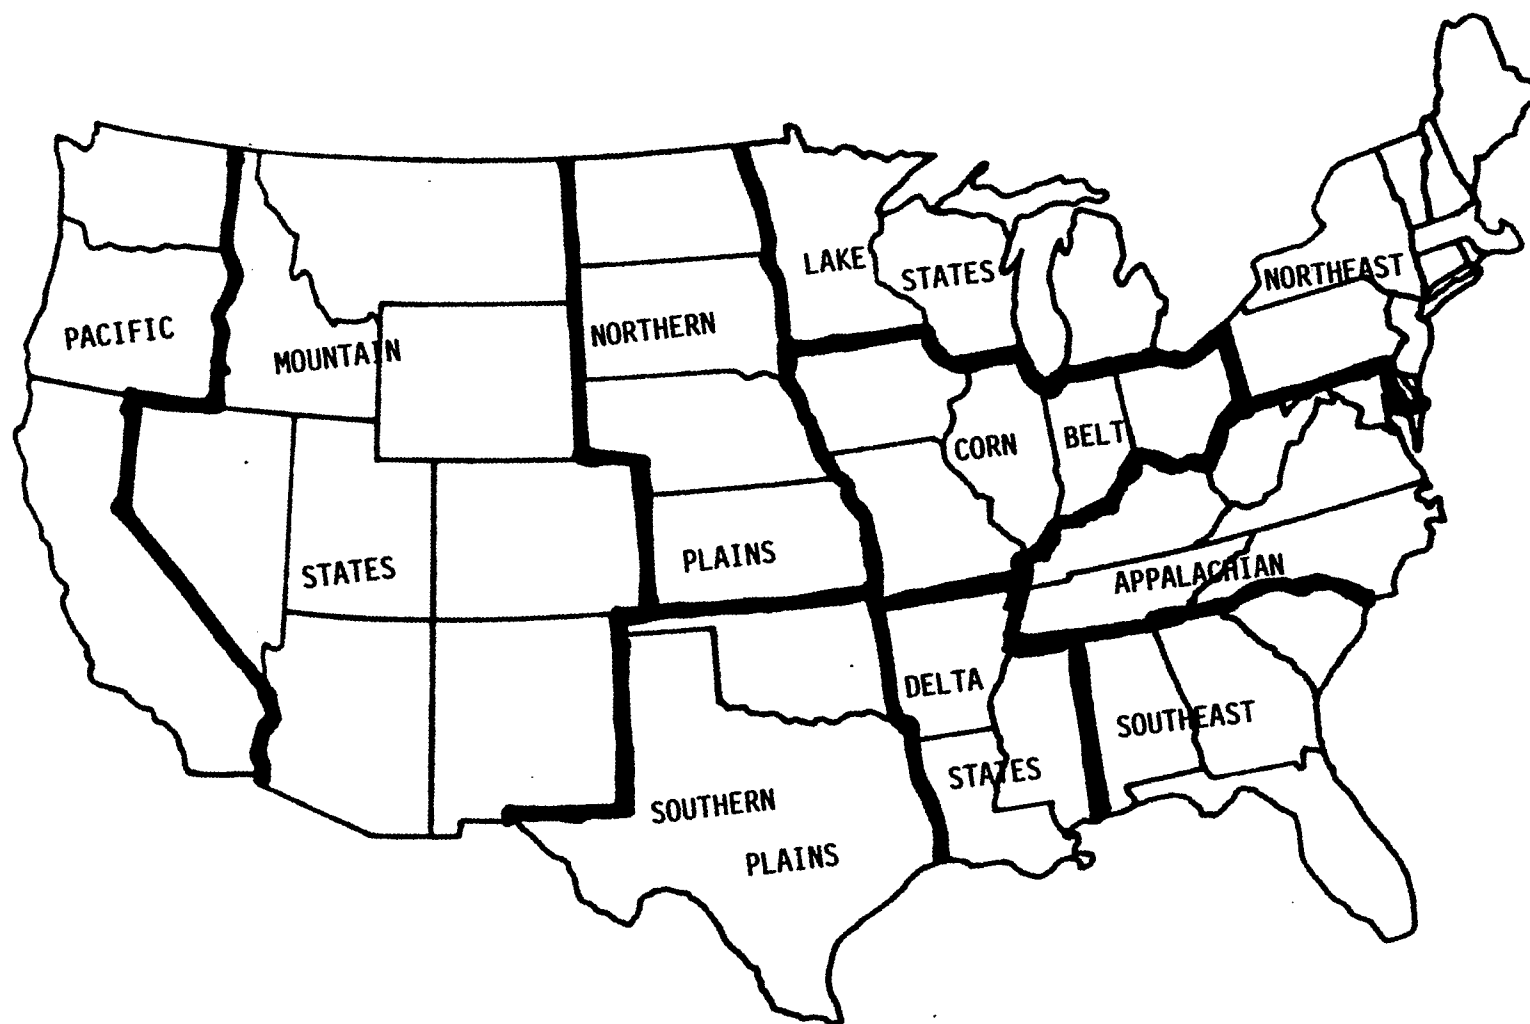 PACIFIC
MOUNTAIN
STATES
NORTHERN
PLAINS
LAKE STATES
CORN BELT
NORTHEAST
APPALACHIAN
SOUTHEAST
DELTA
STATES
SOUTHERN
PLAINS